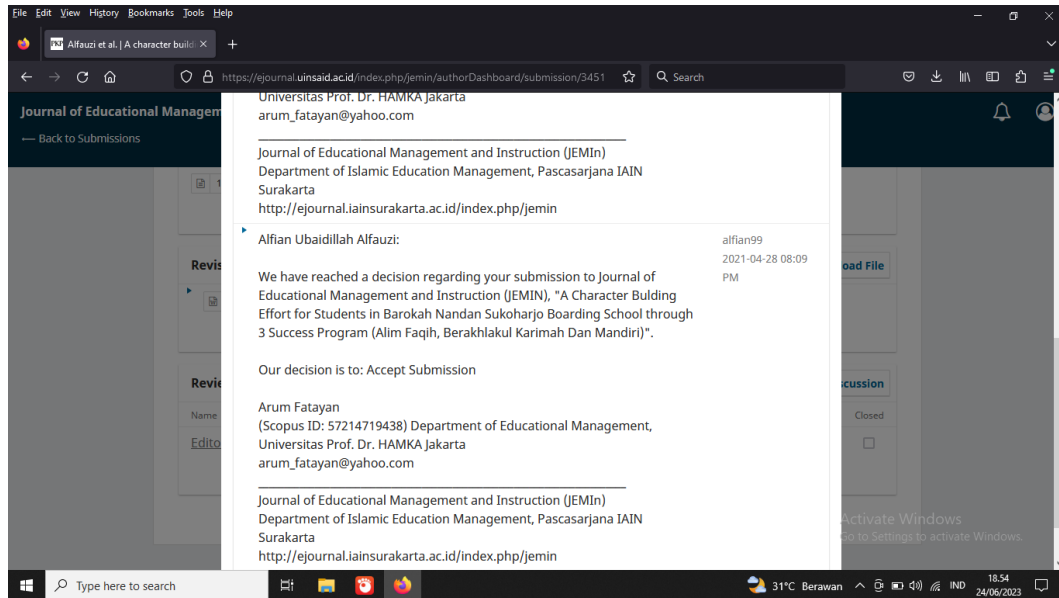 File Edit View History Bookmarks Tools Help
Alfauzi et al. | A character buildi
https://ejournal.uinsaid.ac.id/index.php/jemin/authorDashboard/submission/3451
Search
Journal of Educational Managem
← Back to Submissions
Universitas Prof. Dr. HAMKA Jakarta
arum_fatayan@yahoo.com
Journal of Educational Management and Instruction (JEMIn)
Department of Islamic Education Management, Pascasarjana IAIN
Surakarta
http://ejournal.iainsurakarta.ac.id/index.php/jemin
Alfian Ubaidillah Alfauzi:
alfian99
2021-04-28 08:09
PM
We have reached a decision regarding your submission to Journal of
Educational Management and Instruction (JEMIN), "A Character Bulding
Effort for Students in Barokah Nandan Sukoharjo Boarding School through
3 Success Program (Alim Faqih, Berakhlakul Karimah Dan Mandiri)".
Our decision is to: Accept Submission
Arum Fatayan
(Scopus ID: 57214719438) Department of Educational Management,
Universitas Prof. Dr. HAMKA Jakarta
arum_fatayan@yahoo.com
Journal of Educational Management and Instruction (JEMIn)
Department of Islamic Education Management, Pascasarjana IAIN
Surakarta
http://ejournal.iainsurakarta.ac.id/index.php/jemin
1
Revis
oad File
Revie
scussion
Name
Closed
Edito
Activate Windows
Go to Settings to activate Windows.
Type here to search
31°C Berawan
IND
18.54
24/06/2023